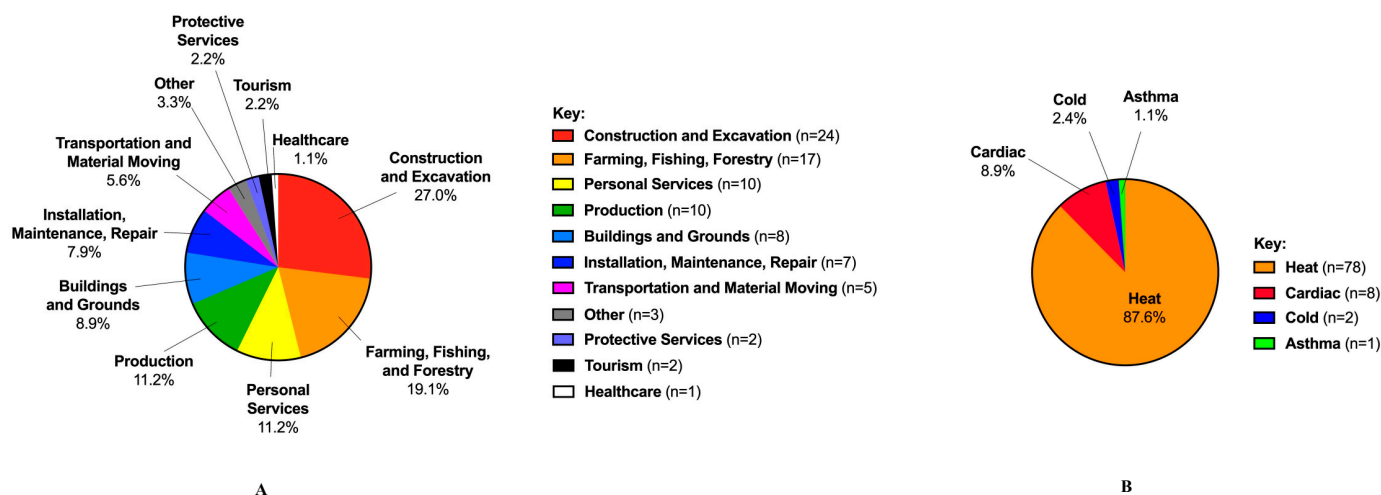 Protective
Services
2.2%
Other
3.3%
Tourism
2.2%
Transportation and
Material Moving
5.6%
Healthcare
1.1%
Construction
and Excavation
27.0%
Installation,
Maintenance, Repair
7.9%
Buildings
and Grounds
8.9%
Production
11.2%
Personal
Services
11.2%
Farming, Fishing,
and Forestry
19.1%
A
Key:
Construction and Excavation (n=24)
Farming, Fishing, Forestry (n=17)
Personal Services (n=10)
Production (n=10)
Buildings and Grounds (n=8)
Installation, Maintenance, Repair (n=7)
Transportation and Material Moving (n=5)
Other (n=3)
Protective Services (n=2)
Tourism (n=2)
Healthcare (n=1)
Cold
2.4%
Asthma
1.1%
Cardiac
8.9%
Heat
87.6%
B
Key:
Heat (n=78)
Cardiac (n=8)
Cold (n=2)
Asthma (n=1)